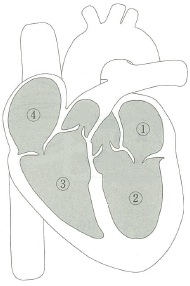 ④ ①
③ ②